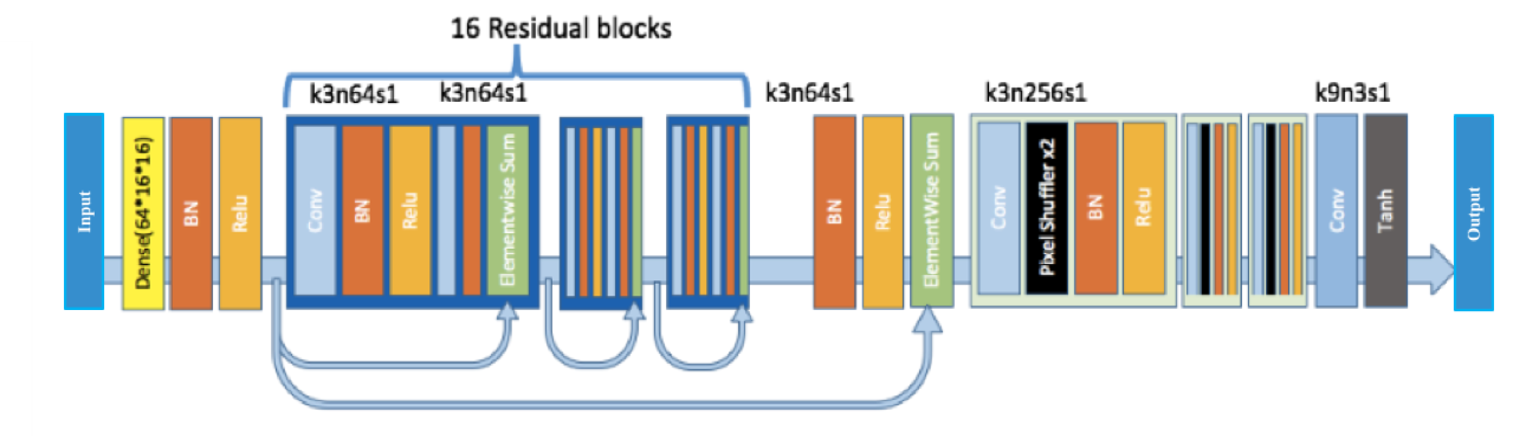 16 Residual blocks
k3n64s1
k3n64s1
k3n64s1
k3n256s1
k9n3s1
Input
Dense(64*16*16)
BN
Relu
Conv
BN
Relu
Elementwise Sum
BN
Relu
ElementWise Sum
Conv
Pixel Shuffler x2
BN
Relu
Conv
Tanh
Output